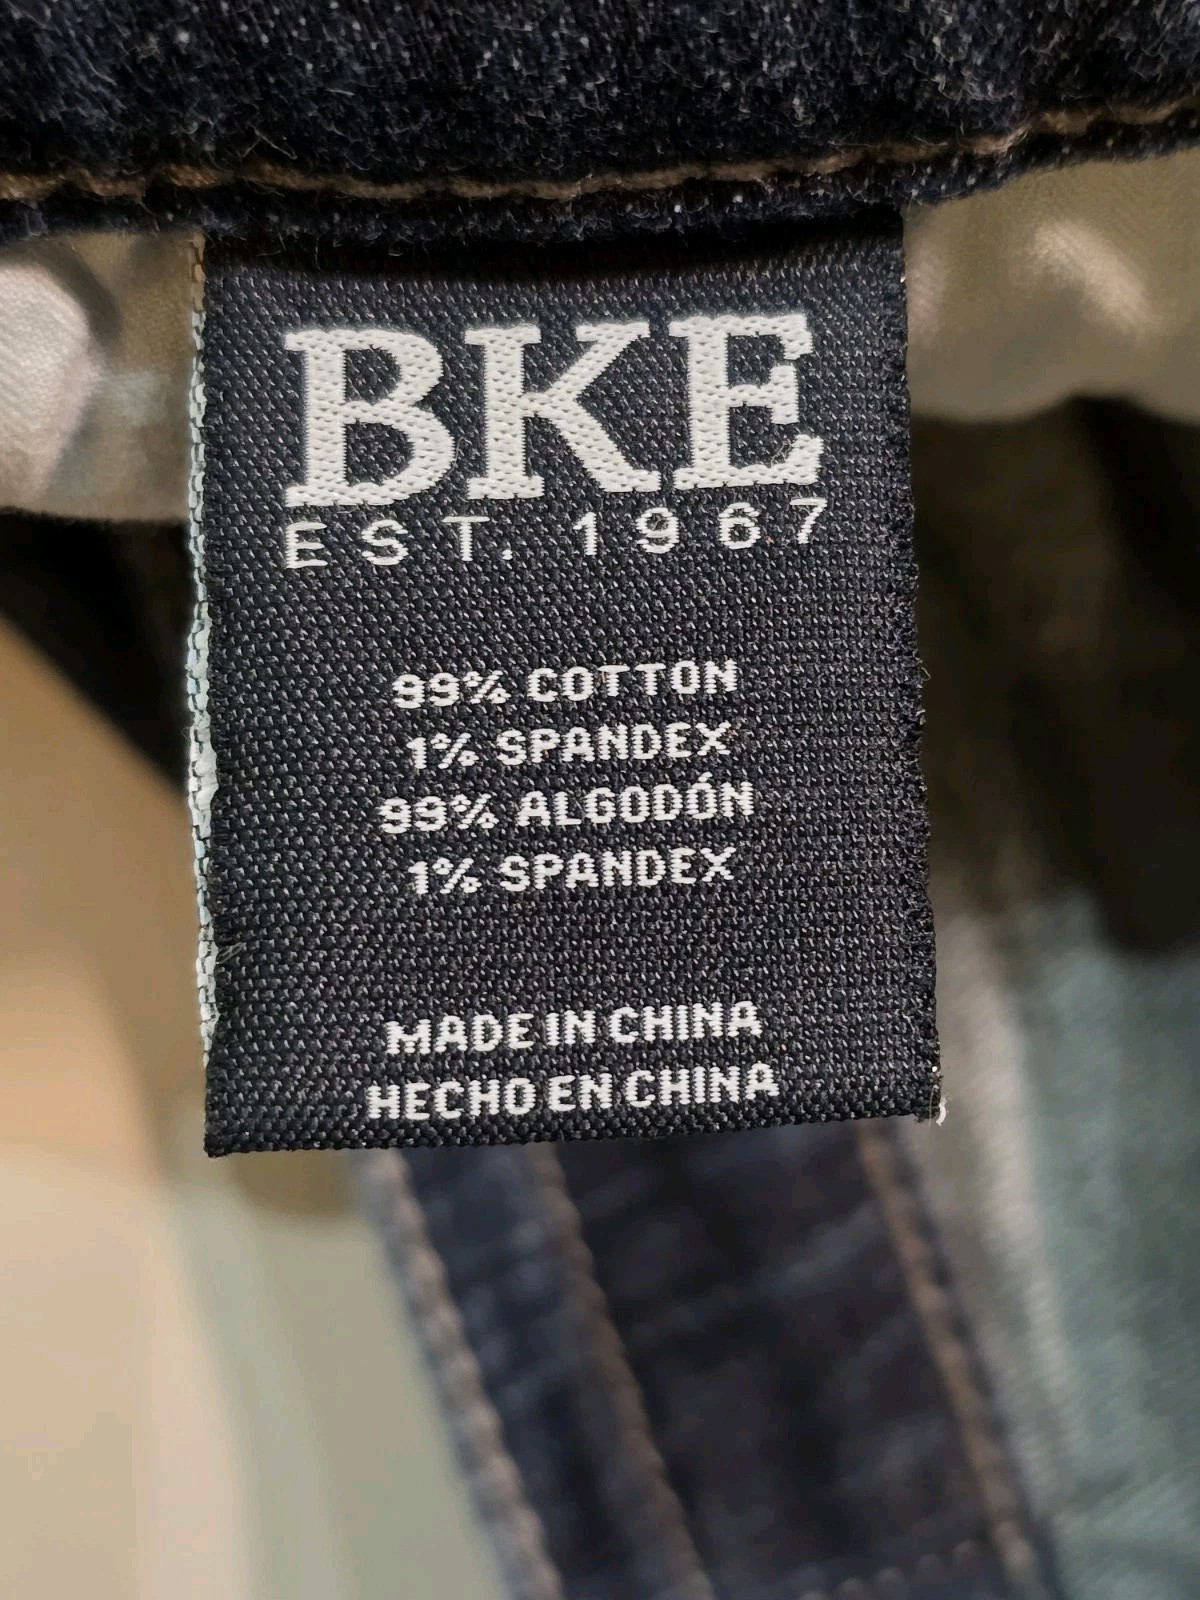 BKE
EST. 1967
99% COTTON
1% SPANDEX
99% ALGODÓN
1% SPANDEX
MADE IN CHINA
HECHO EN CHINA